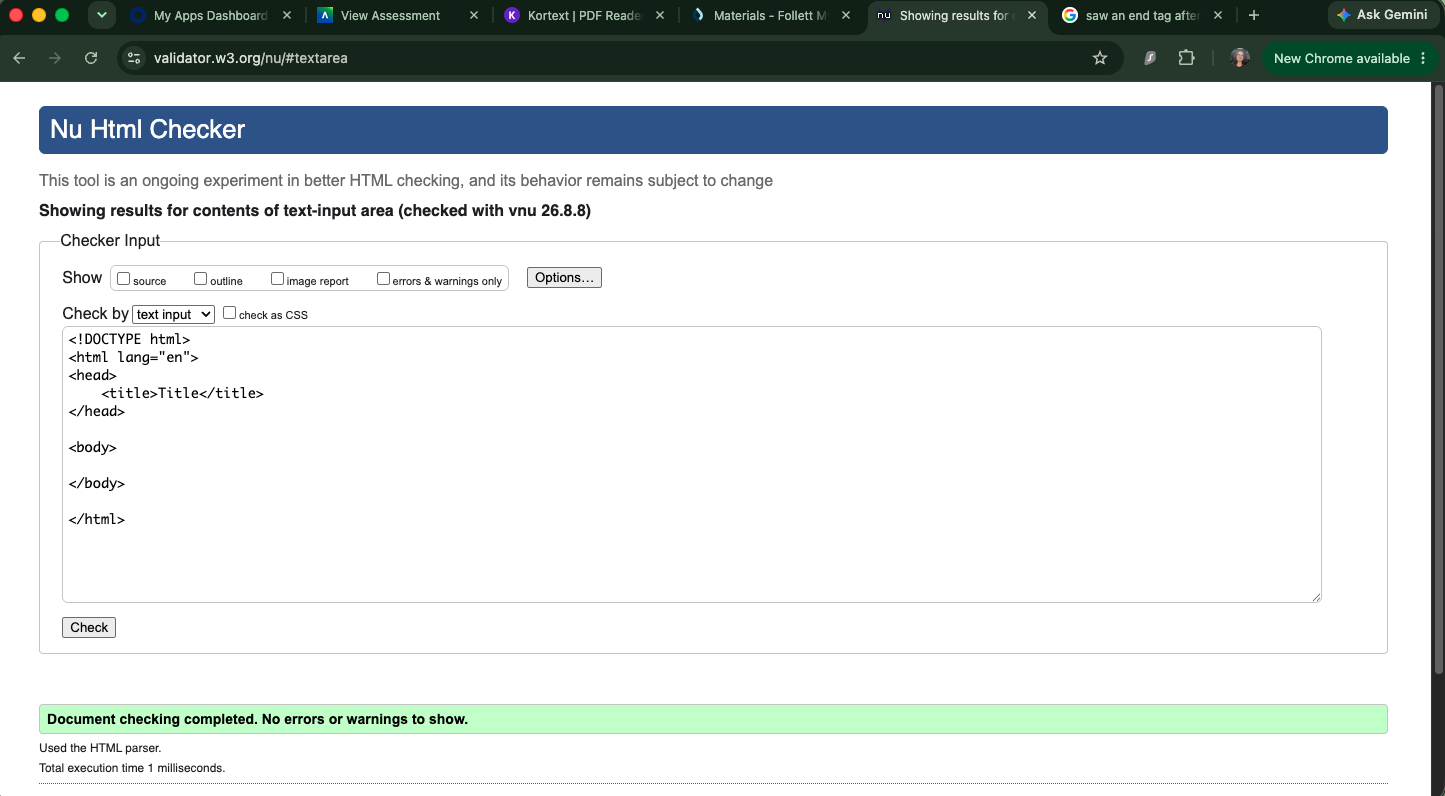 My Apps Dashboard
View Assessment
Kortext | PDF Reade
Materials - Follett M
nu Showing results for
saw an end tag after
Ask Gemini
validator.w3.org/nu/#textarea
New Chrome available
Nu Html Checker
This tool is an ongoing experiment in better HTML checking, and its behavior remains subject to change
Showing results for contents of text-input area (checked with vnu 26.8.8)
Checker Input
Show source outline image report errors & warnings only Options...
Check by text input check as CSS
<!DOCTYPE html>
<html lang="en">
<head>
    <title>Title</title>
</head>
<body>
</body>
</html>
Check
Document checking completed. No errors or warnings to show.
Used the HTML parser.
Total execution time 1 milliseconds.